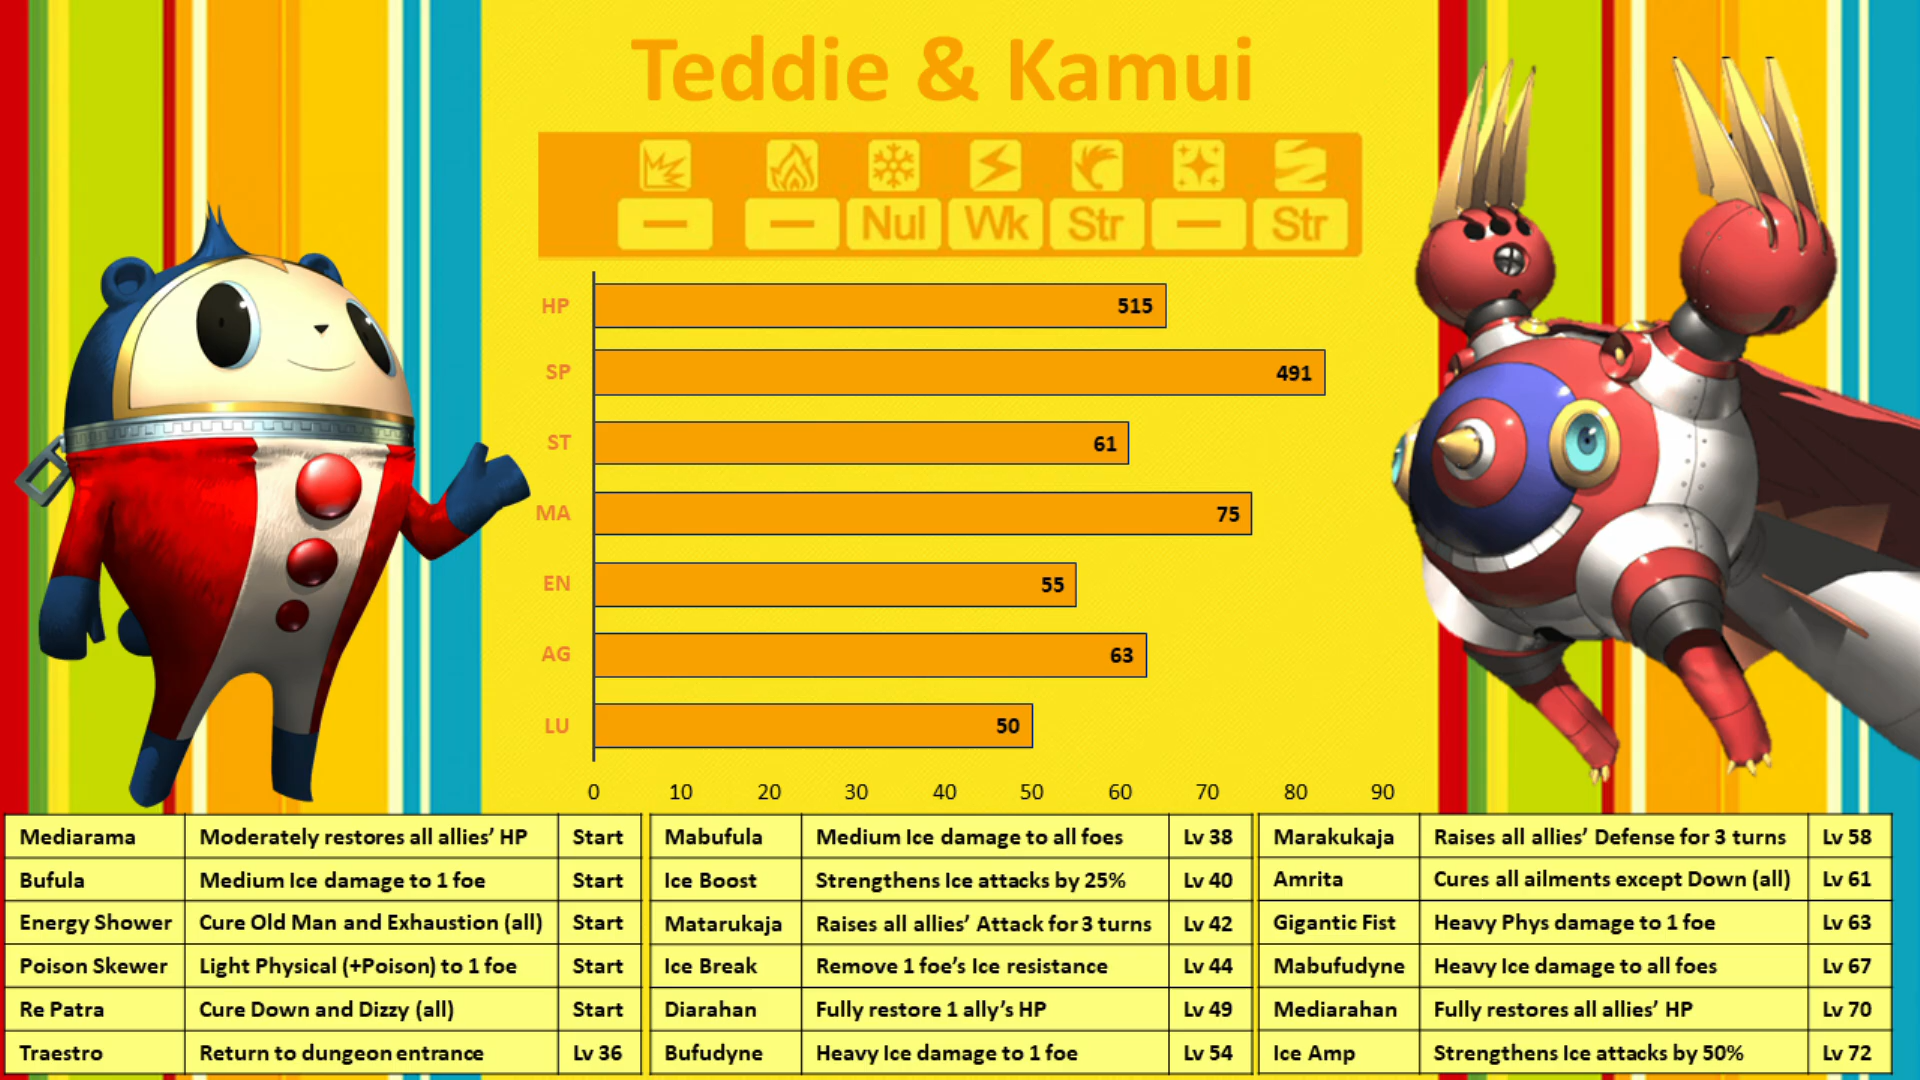 Teddie & Kamui
— — Nul Wk Str — Str
HP 515
SP 491
ST 61
MA 75
EN 55
AG 63
LU 50
0 10 20 30 40 50 60 70 80 90
Mediarama Moderately restores all allies’ HP Start
Bufula Medium Ice damage to 1 foe Start
Energy Shower Cure Old Man and Exhaustion (all) Start
Poison Skewer Light Physical (+Poison) to 1 foe Start
Re Patra Cure Down and Dizzy (all) Start
Traestro Return to dungeon entrance Lv 36
Mabufula Medium Ice damage to all foes Lv 38
Ice Boost Strengthens Ice attacks by 25% Lv 40
Matarukaja Raises all allies’ Attack for 3 turns Lv 42
Ice Break Remove 1 foe’s Ice resistance Lv 44
Diarahan Fully restore 1 ally’s HP Lv 49
Bufudyne Heavy Ice damage to 1 foe Lv 54
Marakukaja Raises all allies’ Defense for 3 turns Lv 58
Amrita Cures all ailments except Down (all) Lv 61
Gigantic Fist Heavy Phys damage to 1 foe Lv 63
Mabufudyne Heavy Ice damage to all foes Lv 67
Mediarahan Fully restores all allies’ HP Lv 70
Ice Amp Strengthens Ice attacks by 50% Lv 72